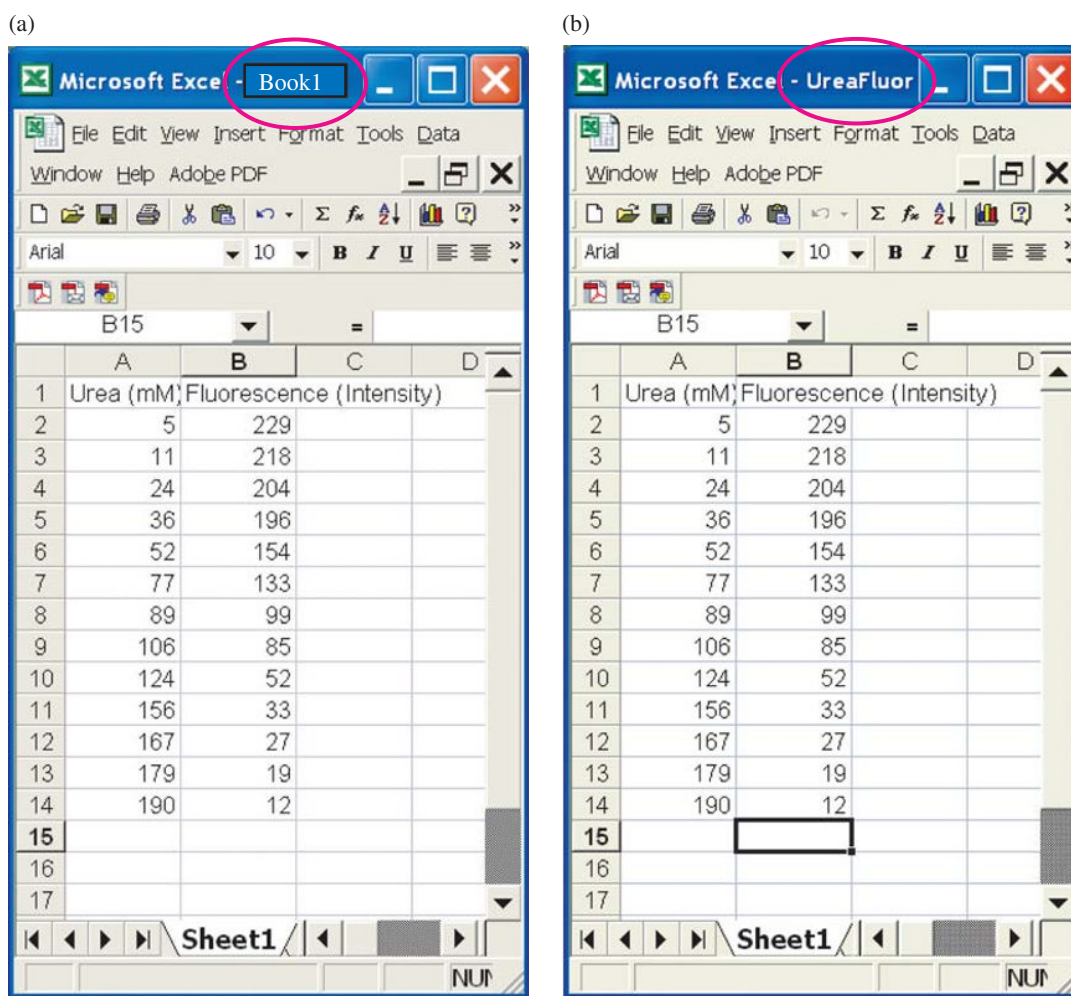 (a)
Microsoft Excel - Book1
File Edit View Insert Format Tools Data
Window Help Adobe PDF
Arial 10 B I U
B15 =
A B C D
1 Urea (mM) Fluorescence (Intensity)
2 5 229
3 11 218
4 24 204
5 36 196
6 52 154
7 77 133
8 89 99
9 106 85
10 124 52
11 156 33
12 167 27
13 179 19
14 190 12
15
16
17
Sheet1
NUM
(b)
Microsoft Excel - UreaFluor
File Edit View Insert Format Tools Data
Window Help Adobe PDF
Arial 10 B I U
B15 =
A B C D
1 Urea (mM) Fluorescence (Intensity)
2 5 229
3 11 218
4 24 204
5 36 196
6 52 154
7 77 133
8 89 99
9 106 85
10 124 52
11 156 33
12 167 27
13 179 19
14 190 12
15
16
17
Sheet1
NUM